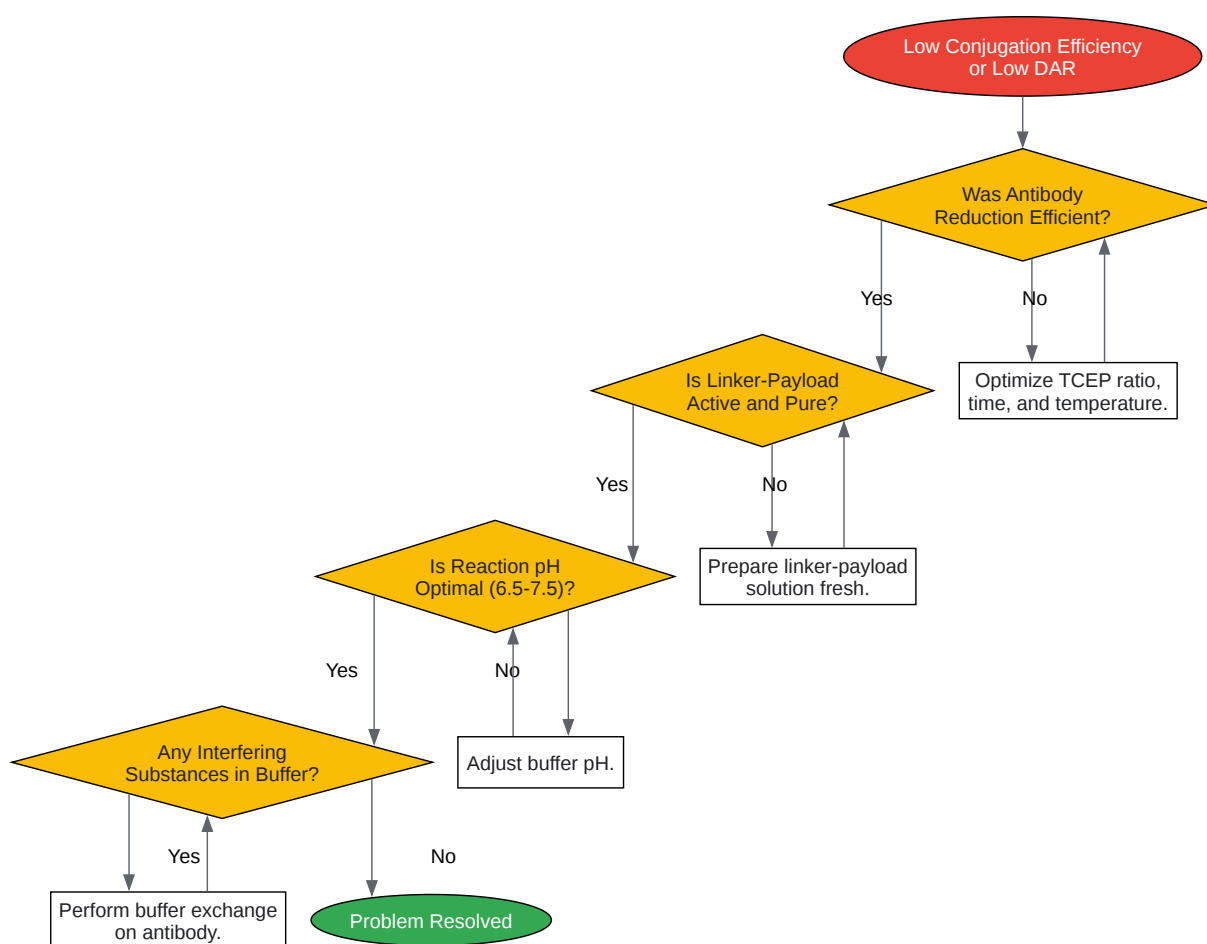 Low Conjugation Efficiency
or Low DAR
Was Antibody
Reduction Efficient?
Yes
No
Is Linker-Payload
Active and Pure?
Optimize TCEP ratio,
time, and temperature.
Yes
No
Is Reaction pH
Optimal (6.5-7.5)?
Prepare linker-payload
solution fresh.
Yes
No
Any Interfering
Substances in Buffer?
Adjust buffer pH.
Yes
No
Perform buffer exchange
on antibody.
Problem Resolved